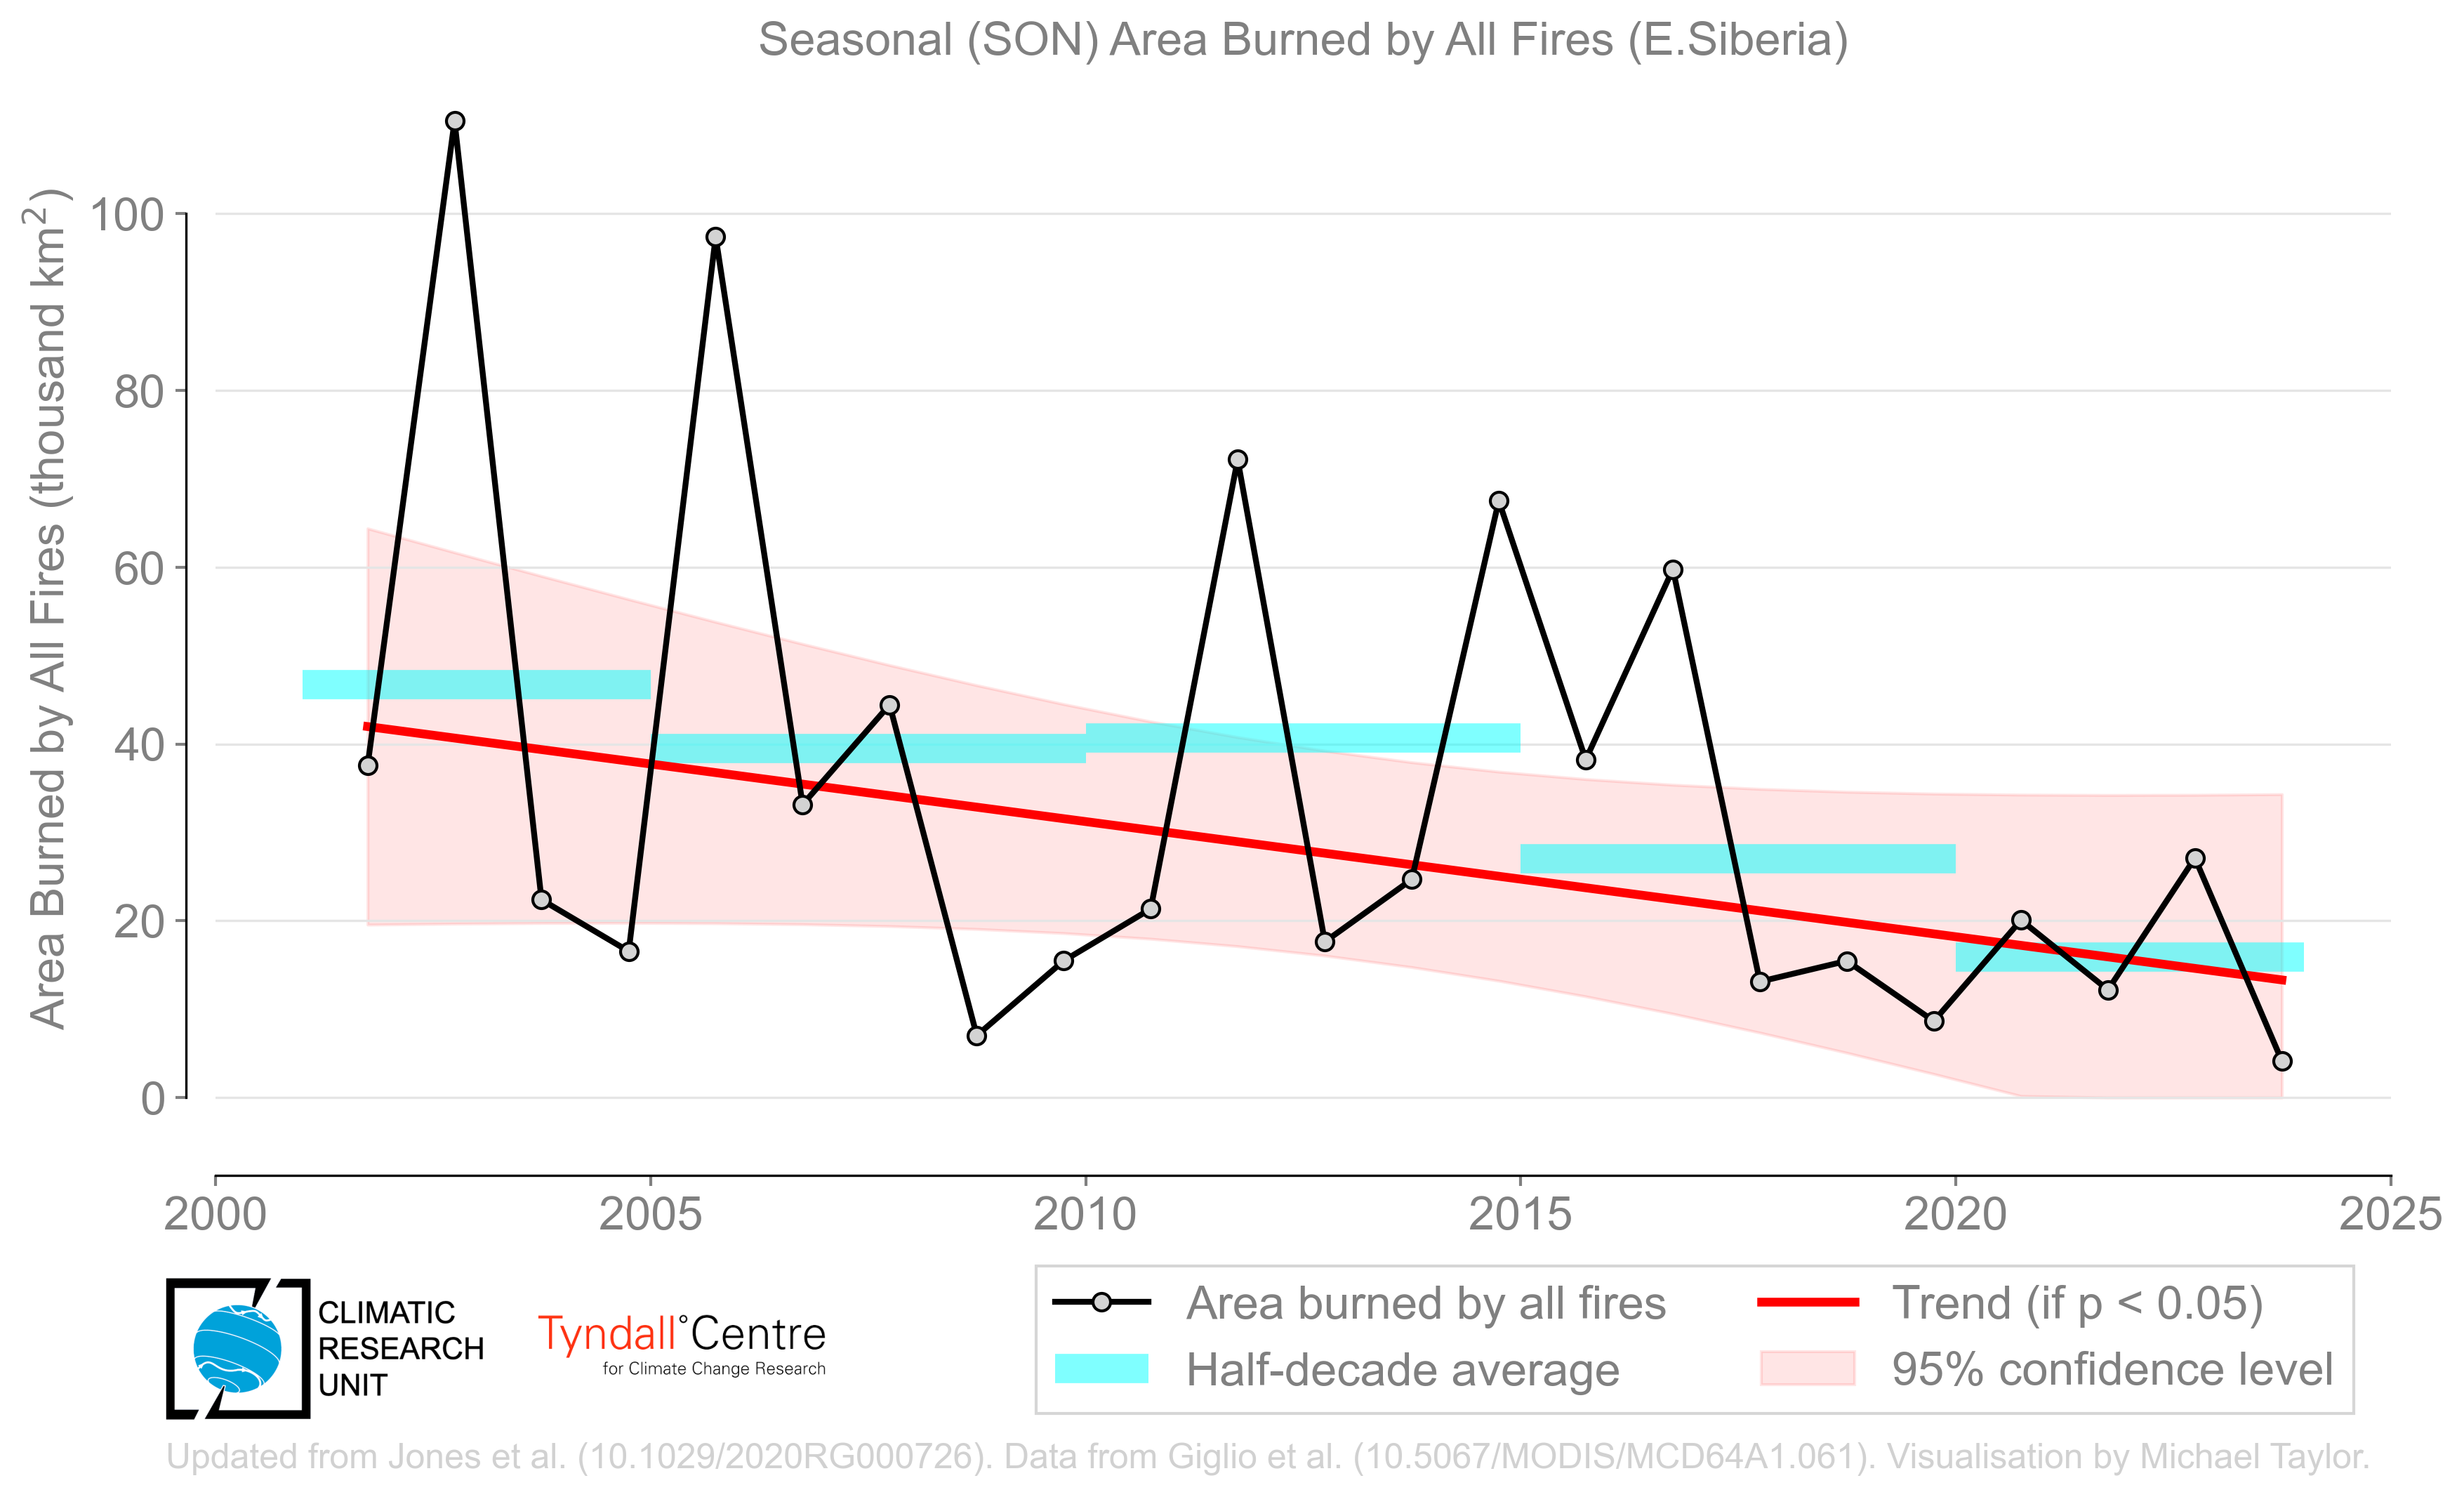 Seasonal (SON) Area Burned by All Fires (E.Siberia)
Area Burned by All Fires (thousand km²)
100
80
60
40
20
0
2000 2005 2010 2015 2020 2025
Area burned by all fires
Half-decade average
Trend (if p < 0.05)
95% confidence level
CLIMATIC
RESEARCH
UNIT
Tyndall°Centre
for Climate Change Research
Updated from Jones et al. (10.1029/2020RG000726). Data from Giglio et al. (10.5067/MODIS/MCD64A1.061). Visualisation by Michael Taylor.